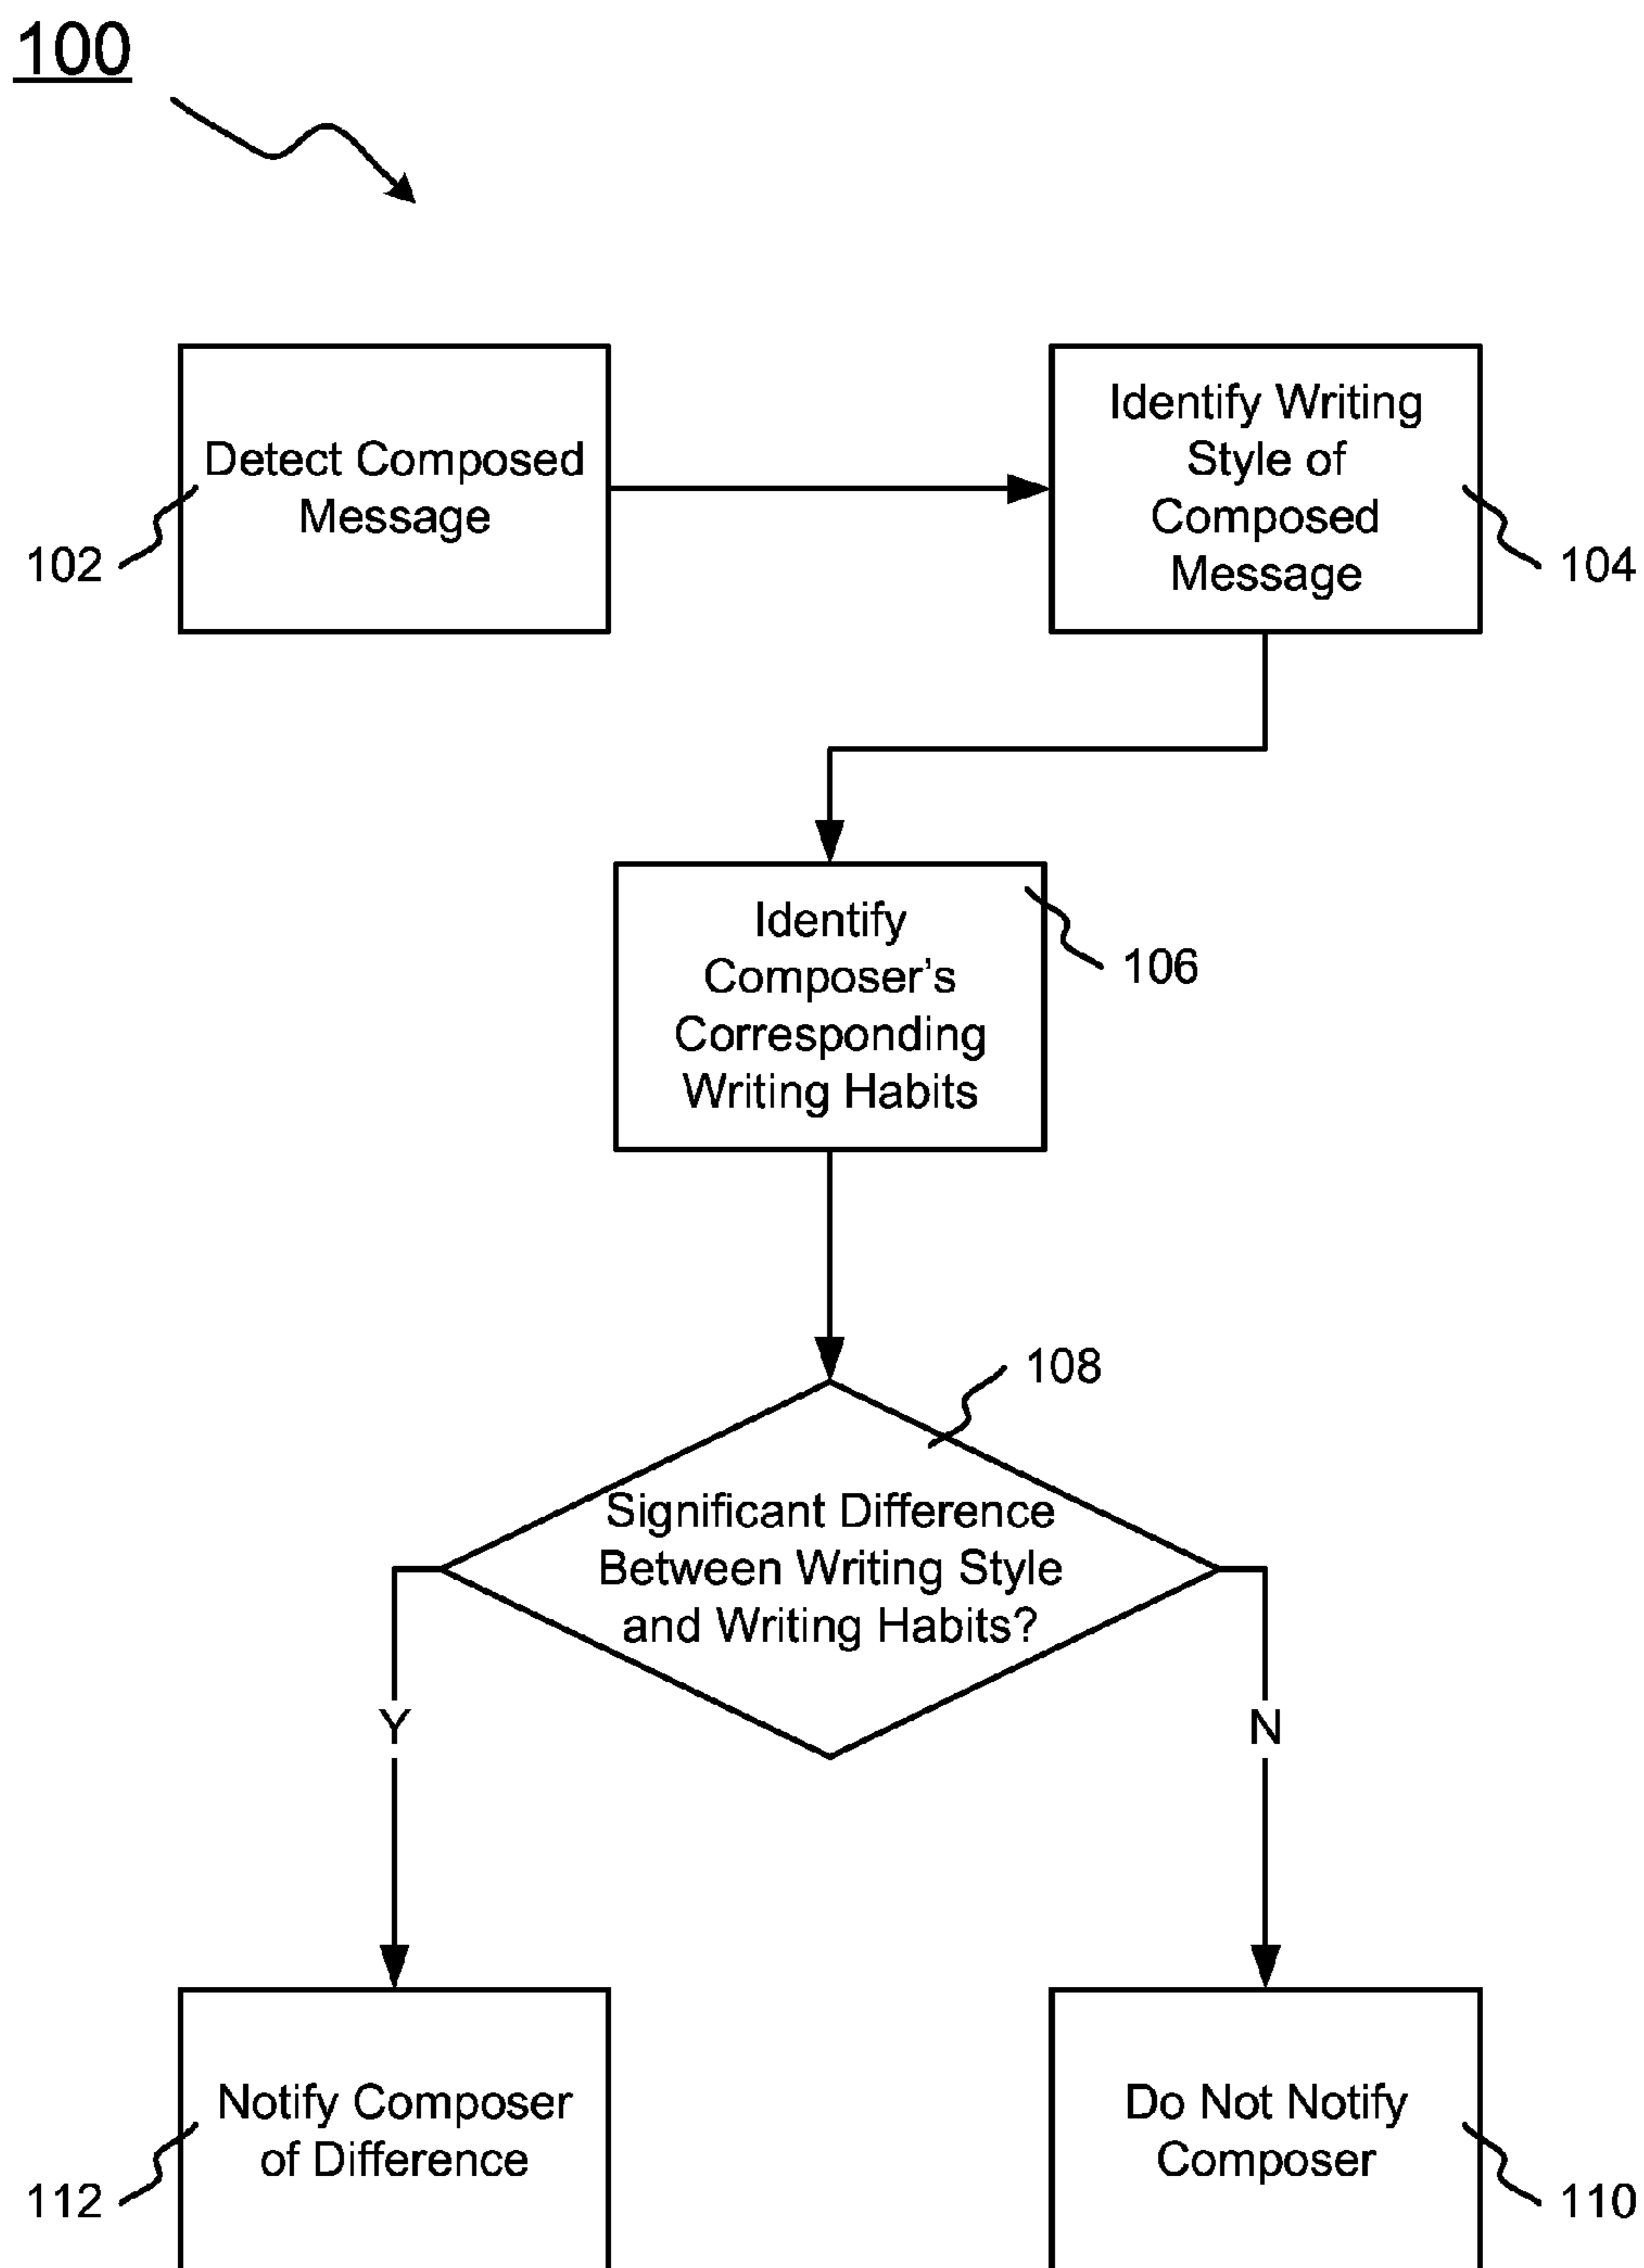 100
Detect Composed
Message
102
Identify Writing
Style of
Composed
Message
104
Identify
Composer’s
Corresponding
Writing Habits
106
108
Significant Difference
Between Writing Style
and Writing Habits?
Y
N
Notify Composer
of Difference
112
Do Not Notify
Composer
110